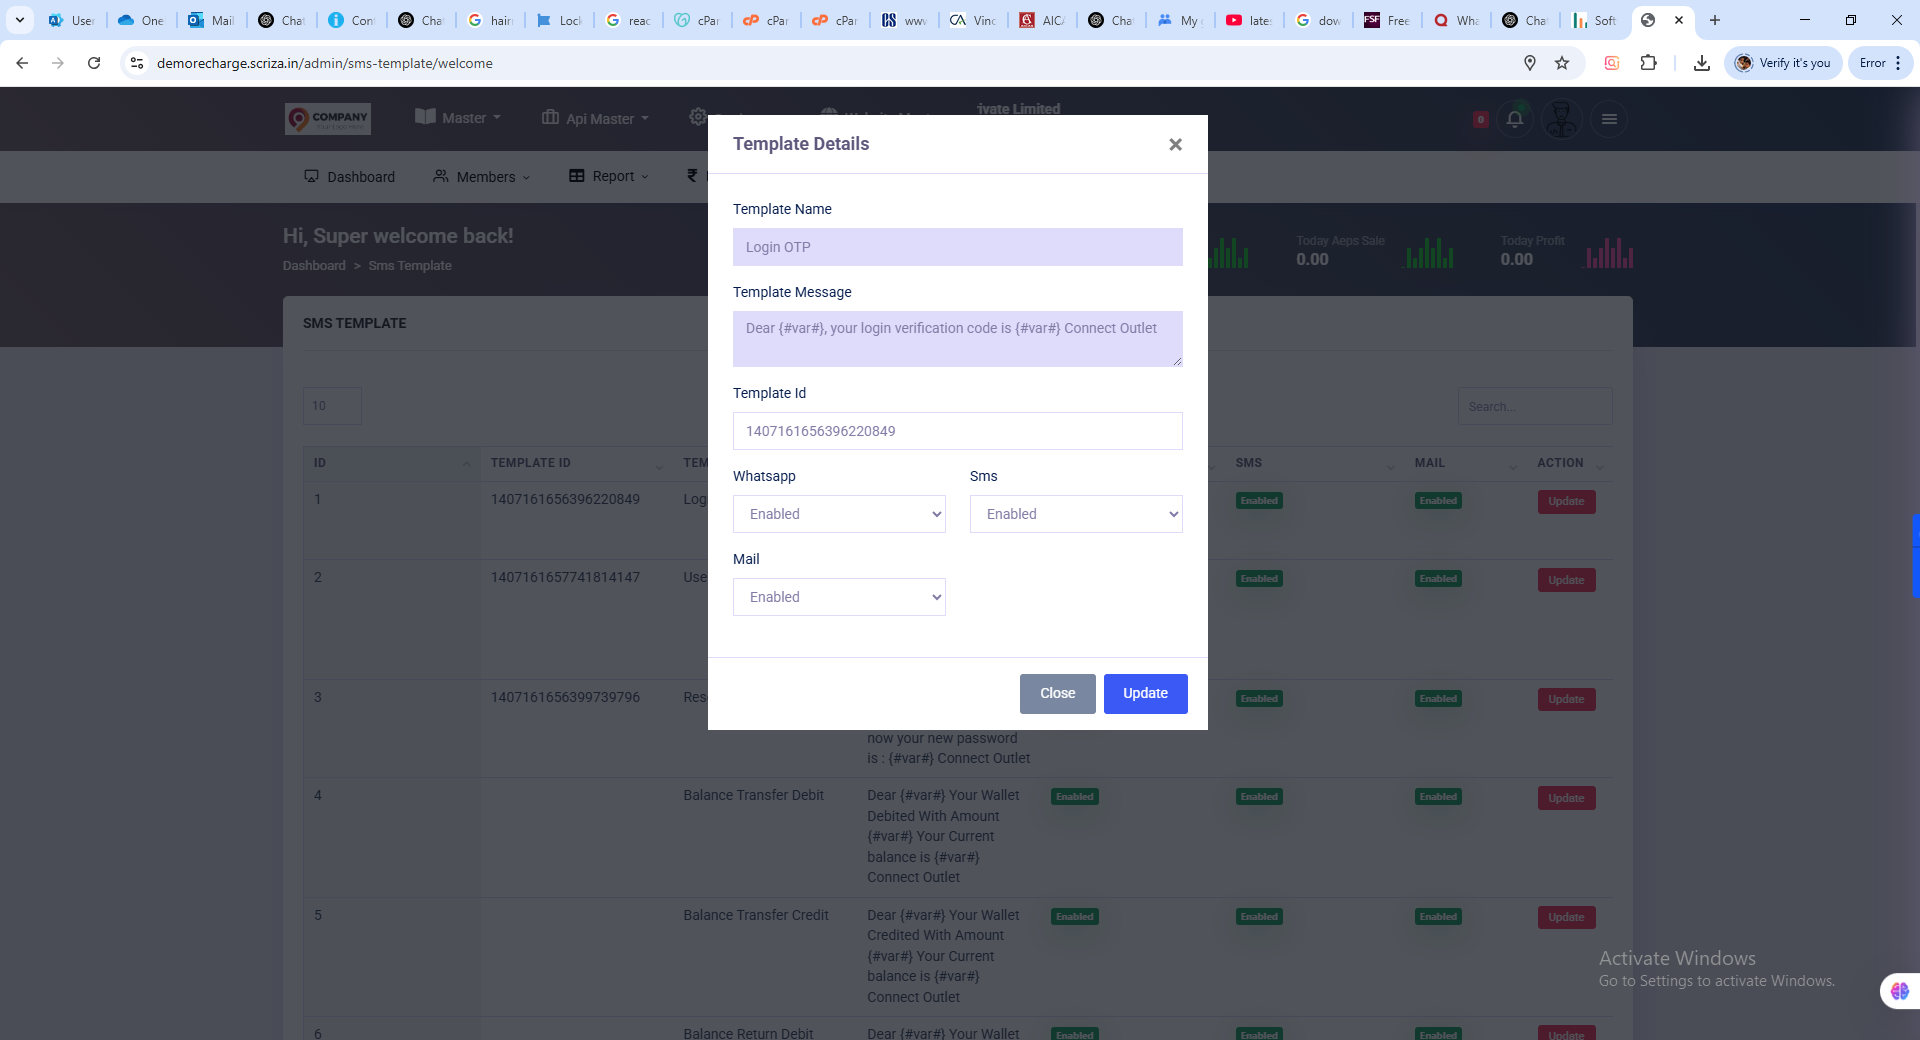 User
One
Mail
Chat
Con
Chat
hair
Lock
reac
cPar
cPar
cPar
www
Vinc
AICA
Chat
My
late
dow
Free
Wha
Chat
Soft
demorecharge.scriza.in/admin/sms-template/welcome
Verify it's you
Error
COMPANY
Master
Api Master
ivate Limited
0
Dashboard
Members
Report
Hi, Super welcome back!
Dashboard > Sms Template
Today Aeps Sale
0.00
Today Profit
0.00
SMS TEMPLATE
10
Search...
ID TEMPLATE ID TEM SMS MAIL ACTION
1 1407161656396220849 Log Enabled Enabled Update
2 1407161657741814147 Use Enabled Enabled Update
3 1407161656399739796 Res Enabled Enabled Update
now your new password
is : {#var#} Connect Outlet
4 Balance Transfer Debit Dear {#var#} Your Wallet Enabled Enabled Enabled Update
Debited With Amount
{#var#} Your Current
balance is {#var#}
Connect Outlet
5 Balance Transfer Credit Dear {#var#} Your Wallet Enabled Enabled Enabled Update
Credited With Amount
{#var#} Your Current
balance is {#var#}
Connect Outlet
6 Balance Return Debit Dear {#var#} Your Wallet Enabled Enabled Enabled Update
Template Details
Template Name
Login OTP
Template Message
Dear {#var#}, your login verification code is {#var#} Connect Outlet
Template Id
1407161656396220849
Whatsapp
Enabled
Sms
Enabled
Mail
Enabled
Close
Update
Activate Windows
Go to Settings to activate Windows.